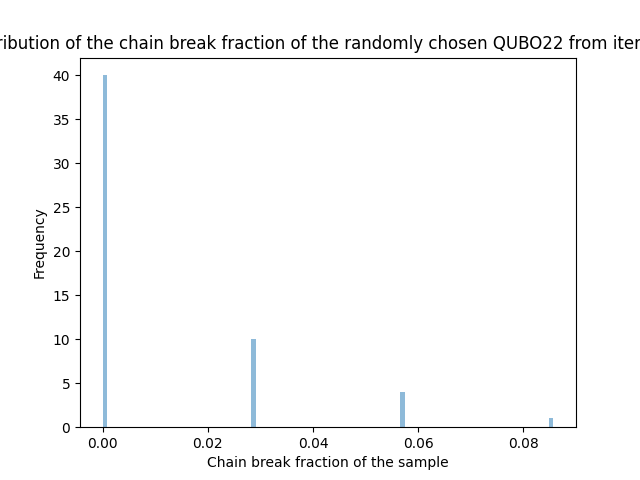 ribution of the chain break fraction of the randomly chosen QUBO22 from iter
40
35
30
25
20
15
10
5
0
Frequency
0.00 0.02 0.04 0.06 0.08
Chain break fraction of the sample